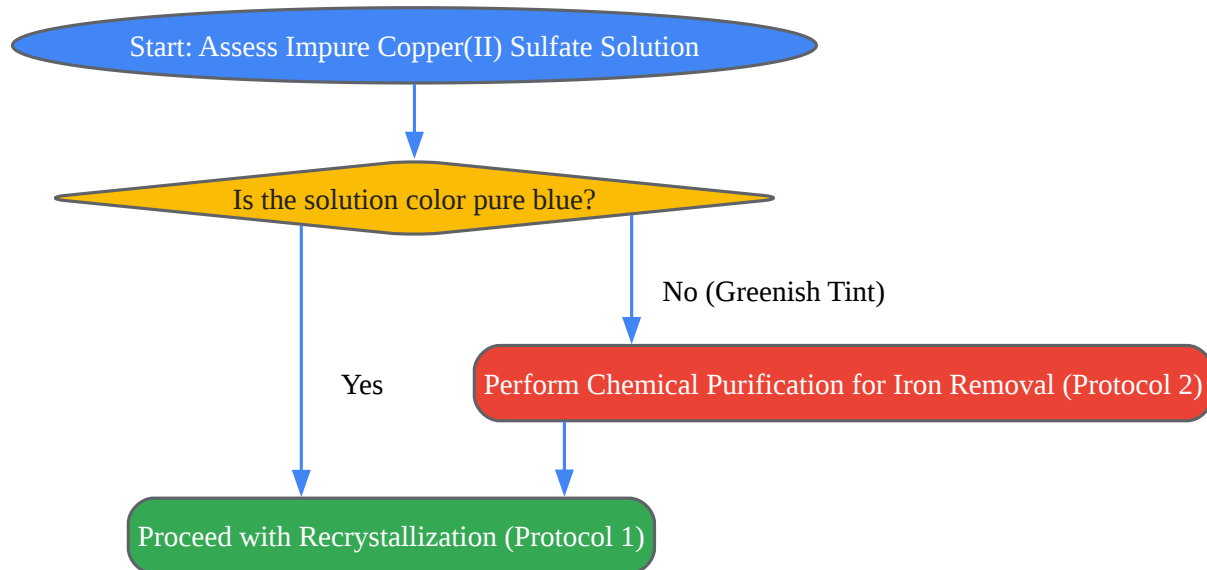 Start: Assess Impure Copper(II) Sulfate Solution
Is the solution color pure blue?
No (Greenish Tint)
Yes
Perform Chemical Purification for Iron Removal (Protocol 2)
Proceed with Recrystallization (Protocol 1)